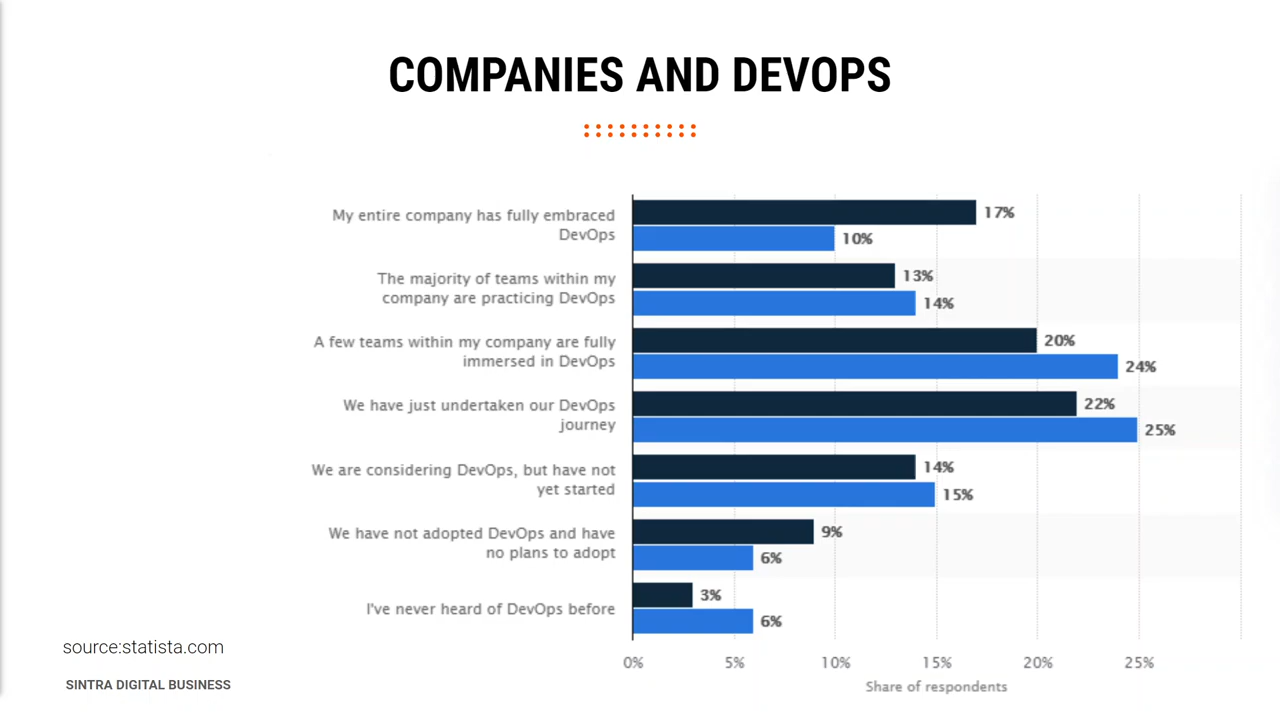 COMPANIES AND DEVOPS
My entire company has fully embraced
DevOps
17%
10%
The majority of teams within my
company are practicing DevOps
13%
14%
A few teams within my company are fully
immersed in DevOps
20%
24%
We have just undertaken our DevOps
journey
22%
25%
We are considering DevOps, but have not
yet started
14%
15%
We have not adopted DevOps and have
no plans to adopt
9%
6%
I've never heard of DevOps before
3%
6%
0% 5% 10% 15% 20% 25%
Share of respondents
source:statista.com
SINTRA DIGITAL BUSINESS